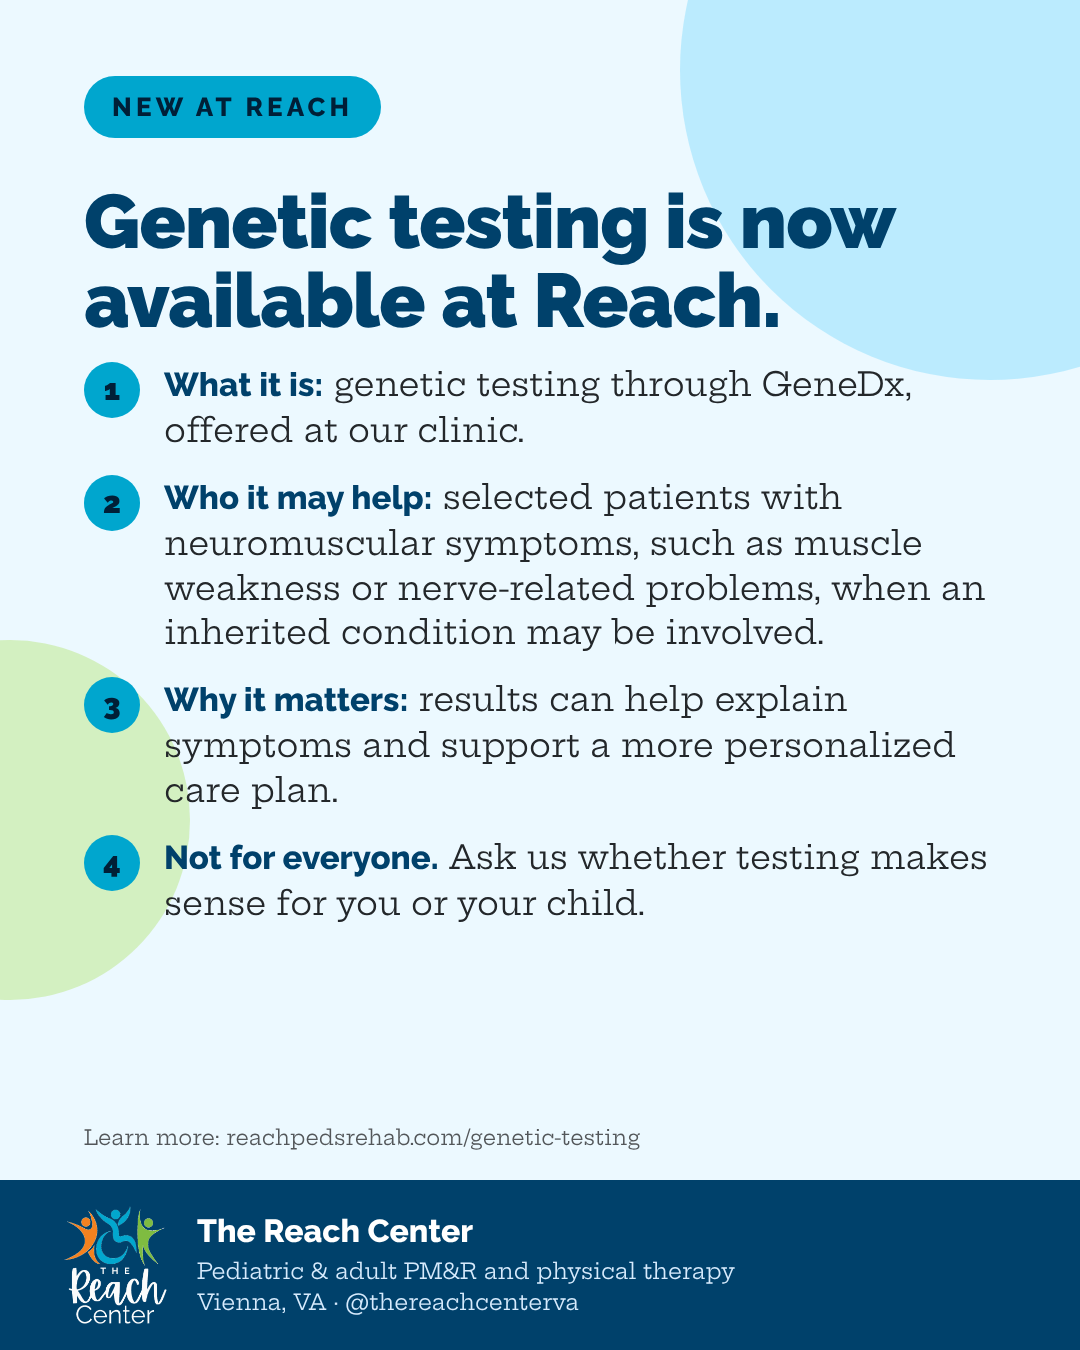 NEW AT REACH
Genetic testing is now
available at Reach.
1 What it is: genetic testing through GeneDx,
offered at our clinic.
2 Who it may help: selected patients with
neuromuscular symptoms, such as muscle
weakness or nerve-related problems, when an
inherited condition may be involved.
3 Why it matters: results can help explain
symptoms and support a more personalized
care plan.
4 Not for everyone. Ask us whether testing makes
sense for you or your child.
Learn more: reachpedsrehab.com/genetic-testing
THE
Reach
Center
The Reach Center
Pediatric & adult PM&R and physical therapy
Vienna, VA · @thereachcenterva